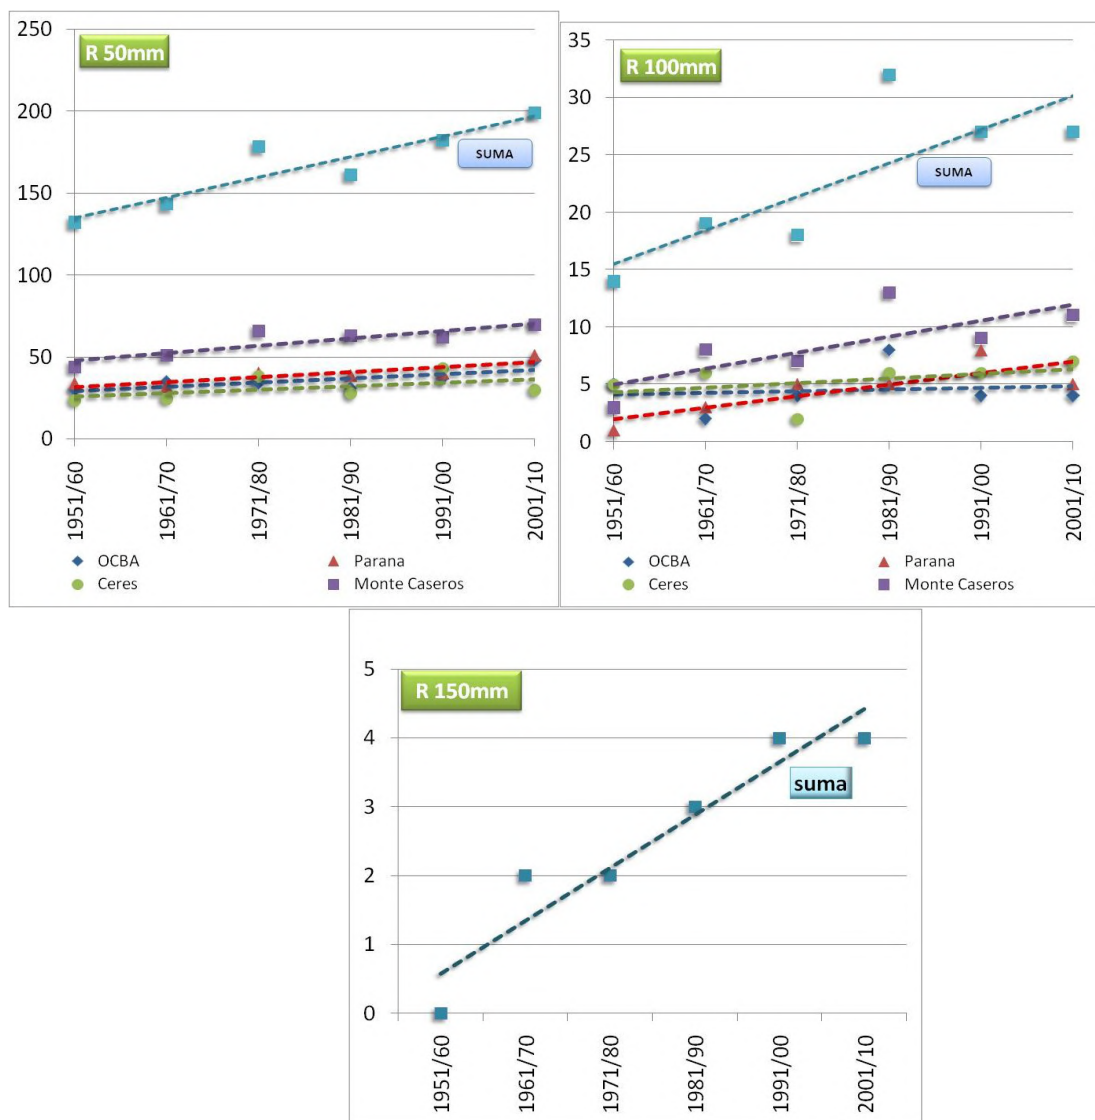 R 50mm
250
200
150
100
50
0
SUMA
1951/60
1961/70
1971/80
1981/90
1991/00
2001/10
OCBA
Parana
Ceres
Monte Caseros
R 100mm
35
30
25
20
15
10
5
0
SUMA
1951/60
1961/70
1971/80
1981/90
1991/00
2001/10
OCBA
Parana
Ceres
Monte Caseros
R 150mm
5
4
3
2
1
0
suma
1951/60
1961/70
1971/80
1981/90
1991/00
2001/10